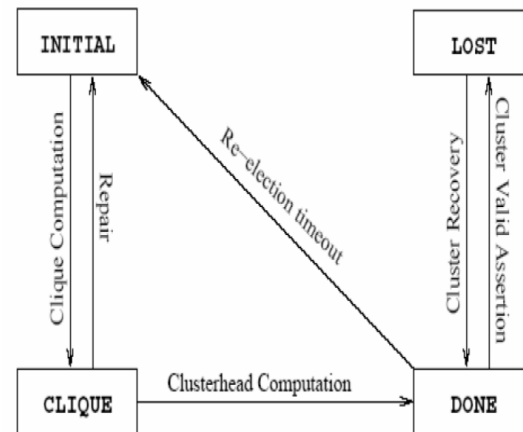 INITIAL
LOST
Clique Computation
Repair
Re-election timeout
Cluster Recovery
Cluster Valid Assertion
CLIQUE
Clusterhead Computation
DONE